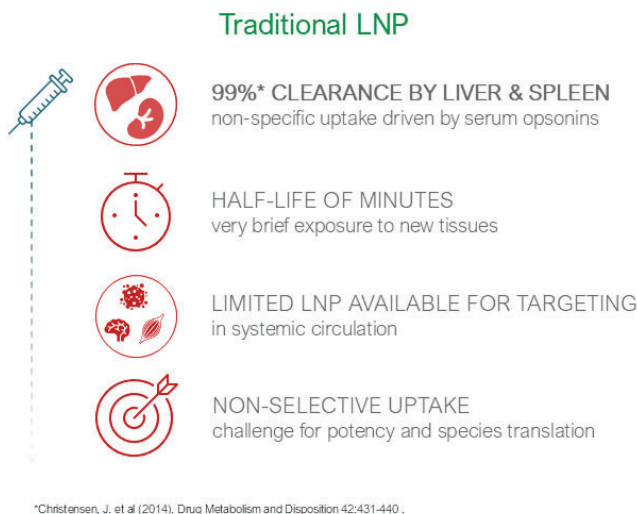 Traditional LNP
99%* CLEARANCE BY LIVER & SPLEEN
non-specific uptake driven by serum opsonins
HALF-LIFE OF MINUTES
very brief exposure to new tissues
LIMITED LNP AVAILABLE FOR TARGETING
in systemic circulation
NON-SELECTIVE UPTAKE
challenge for potency and species translation
*Christensen, J. et al (2014). Drug Metabolism and Disposition 42:431-440 .